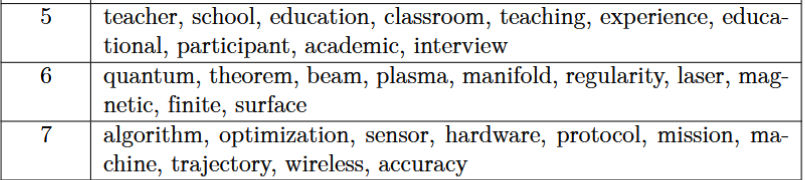 5 teacher, school, education, classroom, teaching, experience, educa-
tional, participant, academic, interview
6 quantum, theorem, beam, plasma, manifold, regularity, laser, mag-
netic, finite, surface
7 algorithm, optimization, sensor, hardware, protocol, mission, ma-
chine, trajectory, wireless, accuracy